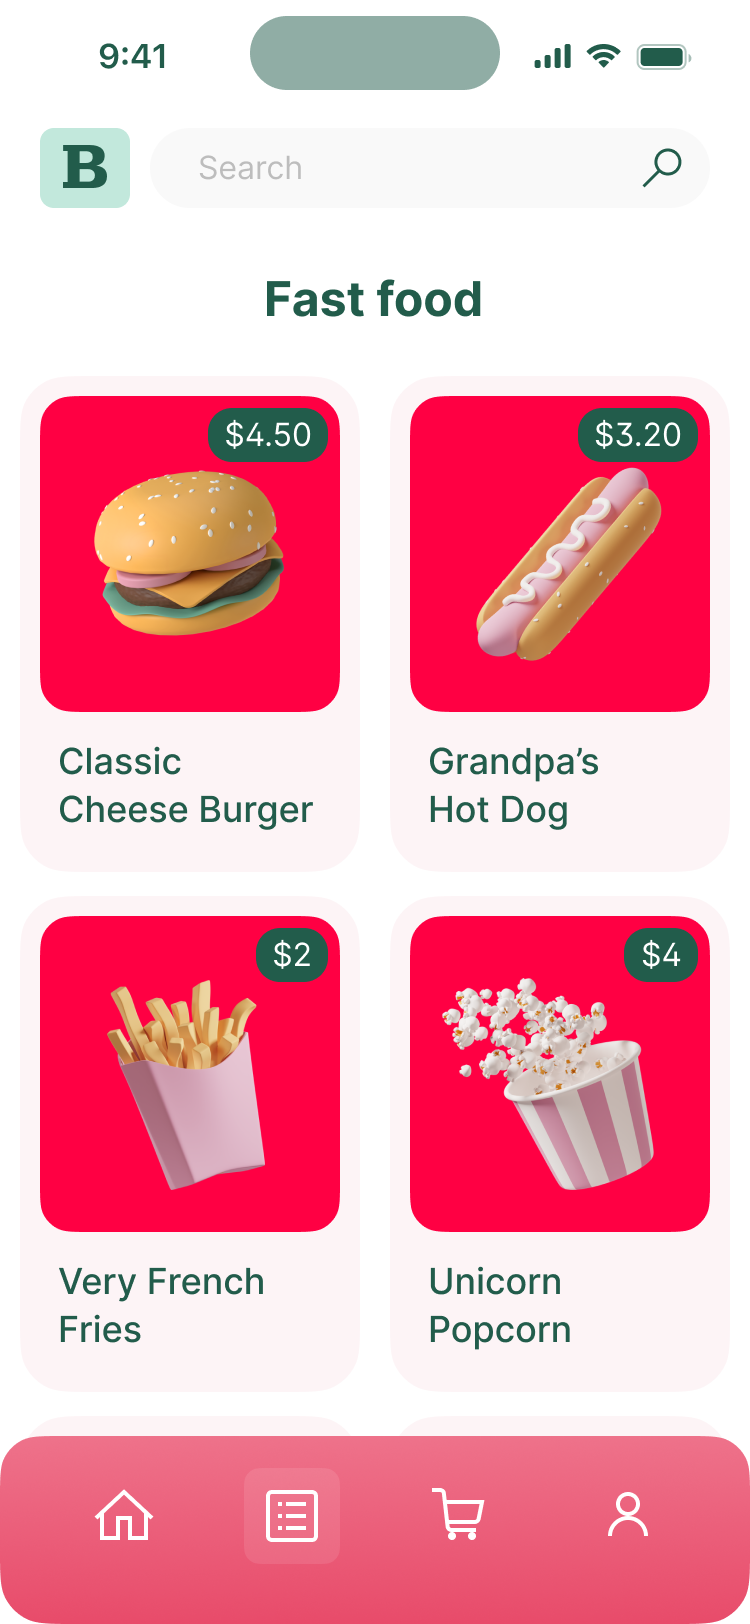 9:41
B
Search
Fast food
$4.50
$3.20
Classic
Cheese Burger
Grandpa’s
Hot Dog
$2
$4
Very French
Fries
Unicorn
Popcorn